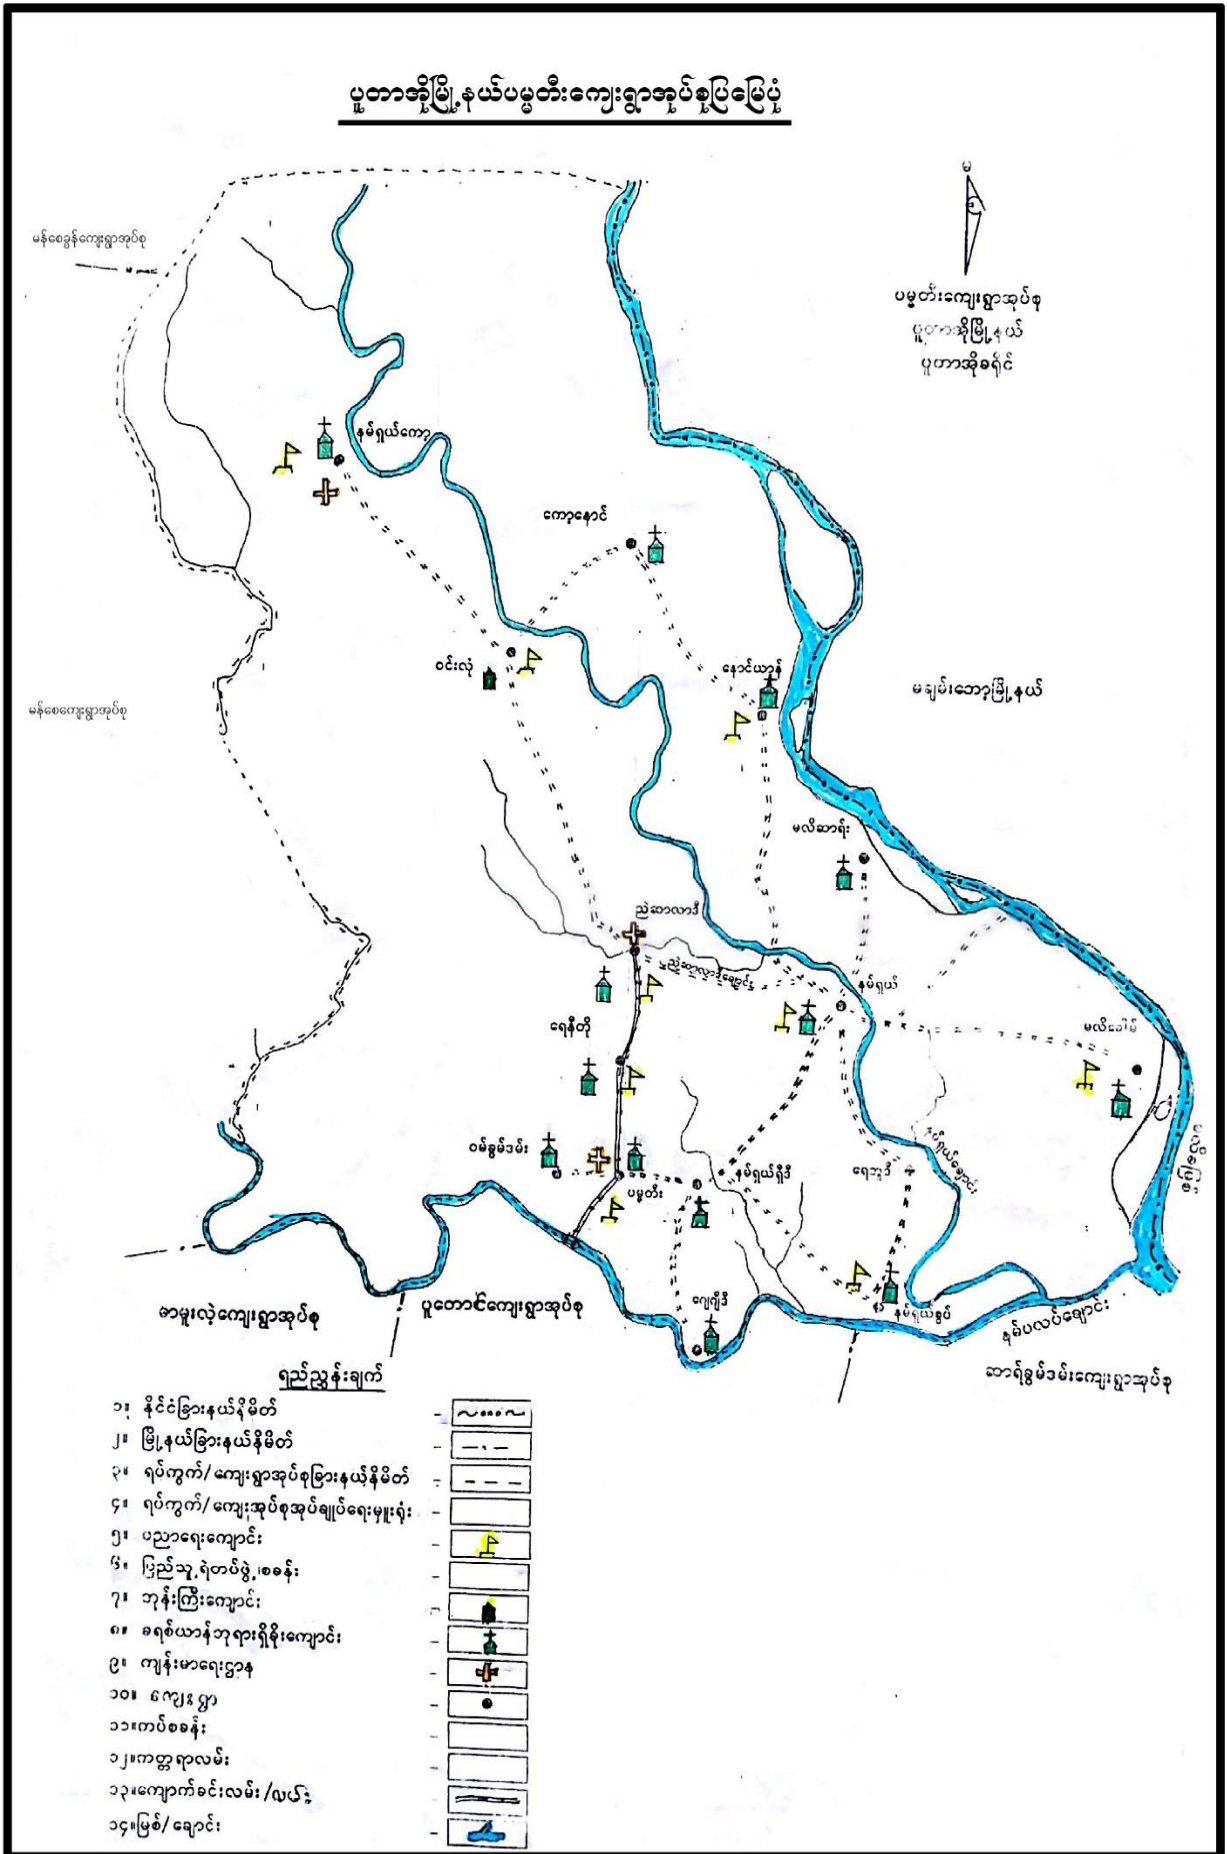 ပူတာအိုမြို့နယ်ပမ္မတီးကျေးရွာအုပ်စုပြမြေပုံ
မန်စေခွန်ကျေးရွာအုပ်စု
ပမ္မတီးကျေးရွာအုပ်စု
ပူတာအိုမြို့နယ်
ပူတာအိုခရိုင်
နမ်ရှယ်ကော့
ကော့နောင်
ဝင်းလုံ
နောင်ယာန်
မချမ်းဘော့မြို့နယ်
မန်စေကျေးရွာအုပ်စု
မလိဆာရ်း
ညဲဆာလာဒီ
ညဲဆာလာဒီချောင်း
နမ်ရှယ်
ရေနီတို
ဝမ်ခွမ်ဒမ်း
ပမ္မတီး
နမ်ရှယ်ရှိဒီ
နမ်ရှယ်ချောင်း
ဂျေဂျီဒီ
နမ်ရှယ်စွပ်
နမ်ပလပ်ချောင်း
ဓာမူးလဲ့ကျေးရွာအုပ်စု
ပူတောင်ကျေးရွာအုပ်စု
ဆာရ်ခွမ်ဒမ်းကျေးရွာအုပ်စု
ရည်ညွှန်းချက်
၁။ နိုင်ငံခြားနယ်နိမိတ် -
၂။ မြို့နယ်ခြားနယ်နိမိတ် -
၃။ ရပ်ကွက်/ကျေးရွာအုပ်စုခြားနယ်နိမိတ် -
၄။ ရပ်ကွက်/ကျေးအုပ်စုအုပ်ချုပ်ရေးမှူးရုံး -
၅။ ပညာရေးကျောင်း -
၆။ ပြည်သူ့ရဲတပ်ဖွဲ့စခန်း -
၇။ ဘုန်းကြီးကျောင်း -
၈။ ခရစ်ယာန်ဘုရားရှိခိုးကျောင်း -
၉။ ကျန်းမာရေးဌာန -
၁၀။ ကျေးရွာ -
၁၁။ကပ်စခန်း -
၁၂။ကတ္တရာလမ်း -
၁၃။ကျောက်ခင်းလမ်း/ -
၁၄။မြစ်/ချောင်း -